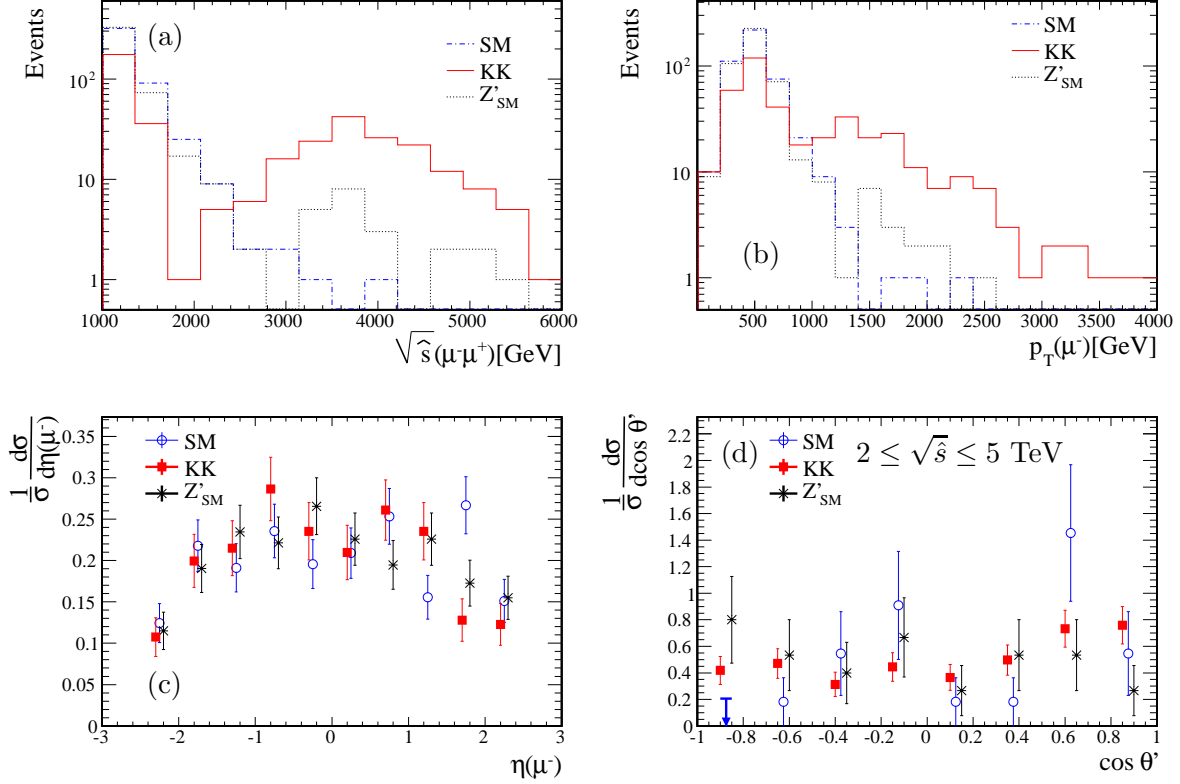 Events
(a)
SM
KK
Z'SM
10²
10
1
1000 2000 3000 4000 5000 6000
√ŝ(μ⁻μ⁺)[GeV]
Events
SM
KK
Z'SM
(b)
10²
10
1
500 1000 1500 2000 2500 3000 3500 4000
p_T(μ⁻)[GeV]
1/σ dσ/dη(μ⁻)
SM
KK
Z'SM
(c)
0.35
0.3
0.25
0.2
0.15
0.1
0.05
0
-3 -2 -1 0 1 2 3
η(μ⁻)
1/σ dσ/dcos θ'
(d)
SM
KK
Z'SM
2 ≤ √ŝ ≤ 5 TeV
2.2
2
1.8
1.6
1.4
1.2
1
0.8
0.6
0.4
0.2
0
-1 -0.8 -0.6 -0.4 -0.2 0 0.2 0.4 0.6 0.8 1
cos θ'